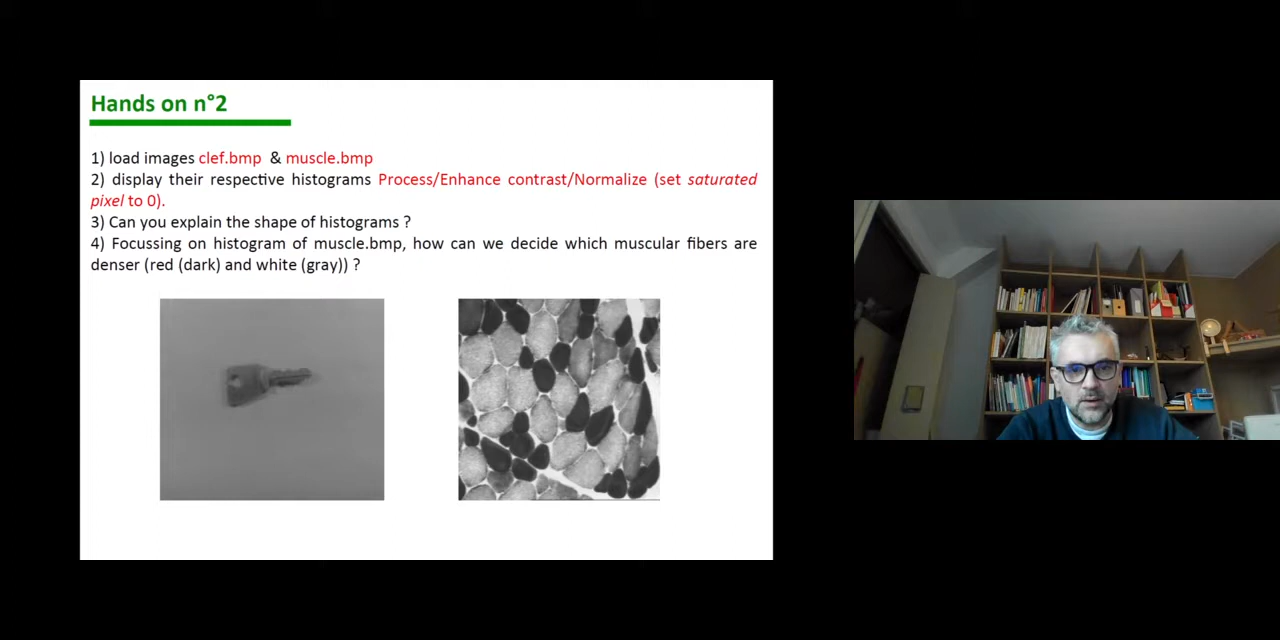 Hands on n°2
1) load images clef.bmp & muscle.bmp
2) display their respective histograms Process/Enhance contrast/Normalize (set saturated
pixel to 0).
3) Can you explain the shape of histograms ?
4) Focussing on histogram of muscle.bmp, how can we decide which muscular fibers are
denser (red (dark) and white (gray)) ?